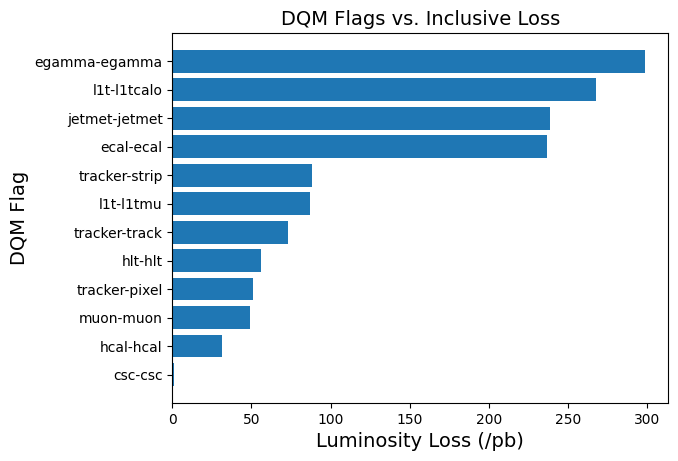 DQM Flags vs. Inclusive Loss
DQM Flag
egamma-egamma
l1t-l1tcalo
jetmet-jetmet
ecal-ecal
tracker-strip
l1t-l1tmu
tracker-track
hlt-hlt
tracker-pixel
muon-muon
hcal-hcal
csc-csc
0 50 100 150 200 250 300
Luminosity Loss (/pb)